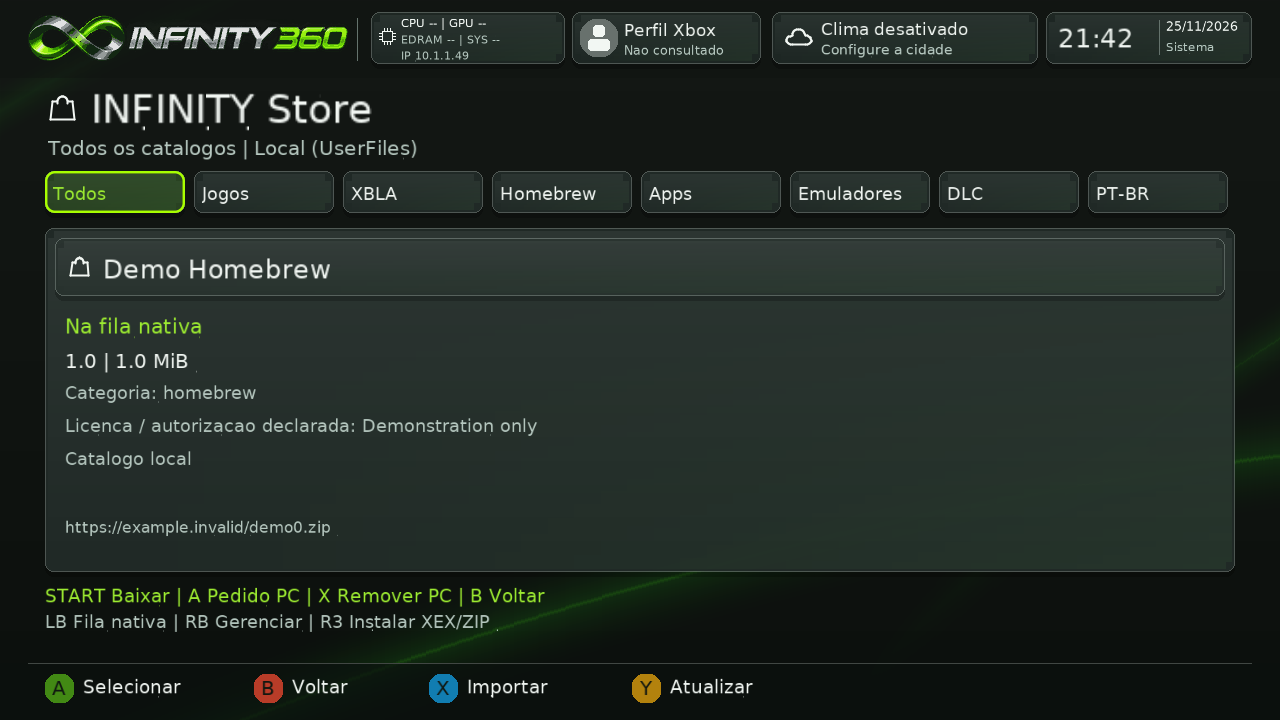 INFINITY 360
CPU -- | GPU --
EDRAM -- | SYS --
IP 10.1.1.49
Perfil Xbox
Nao consultado
Clima desativado
Configure a cidade
21:42
25/11/2026
Sistema
INFINITY Store
Todos os catalogos | Local (UserFiles)
Todos
Jogos
XBLA
Homebrew
Apps
Emuladores
DLC
PT-BR
Demo Homebrew
Na fila nativa
1.0 | 1.0 MiB
Categoria: homebrew
Licenca / autorizacao declarada: Demonstration only
Catalogo local
https://example.invalid/demo0.zip
START Baixar | A Pedido PC | X Remover PC | B Voltar
LB Fila nativa | RB Gerenciar | R3 Instalar XEX/ZIP
A Selecionar
B Voltar
X Importar
Y Atualizar